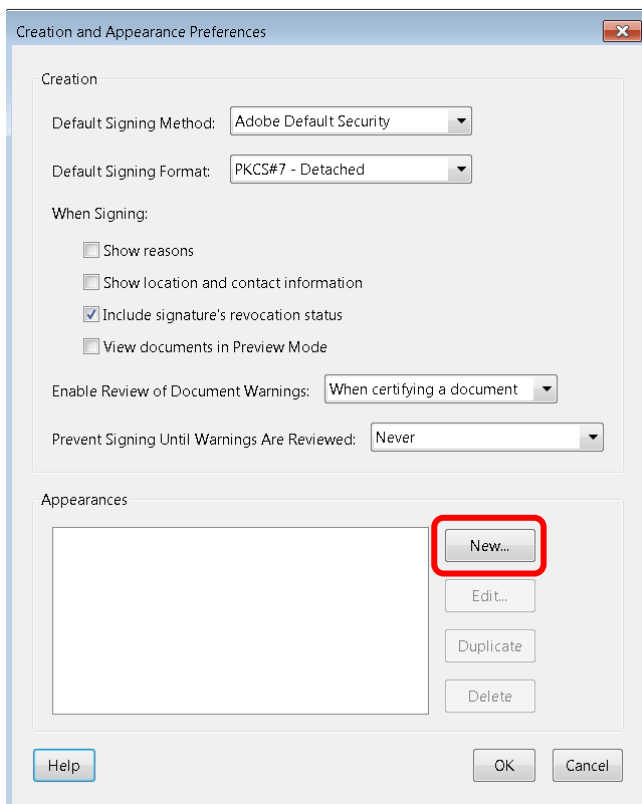 Creation and Appearance Preferences
Creation
Default Signing Method: Adobe Default Security
Default Signing Format: PKCS#7 - Detached
When Signing:
Show reasons
Show location and contact information
Include signature's revocation status
View documents in Preview Mode
Enable Review of Document Warnings: When certifying a document
Prevent Signing Until Warnings Are Reviewed: Never
Appearances
New...
Edit...
Duplicate
Delete
Help OK Cancel